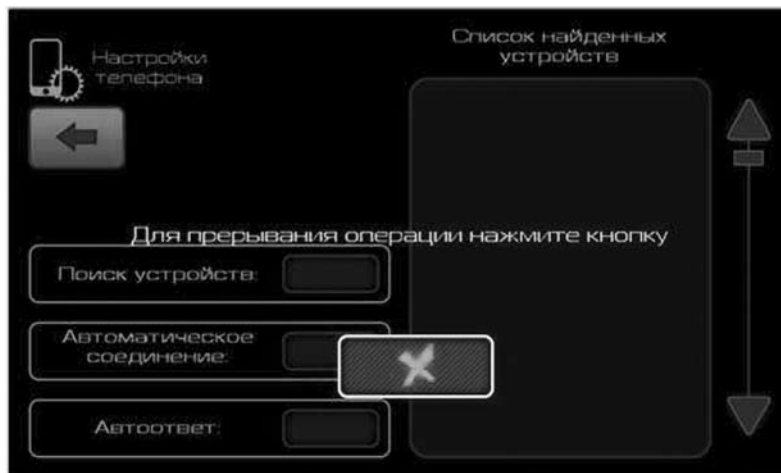 Настройки
телефона
Список найденных
устройств
Для прерывания операции нажмите кнопку
Поиск устройств:
Автоматическое
соединение:
Автоответ: